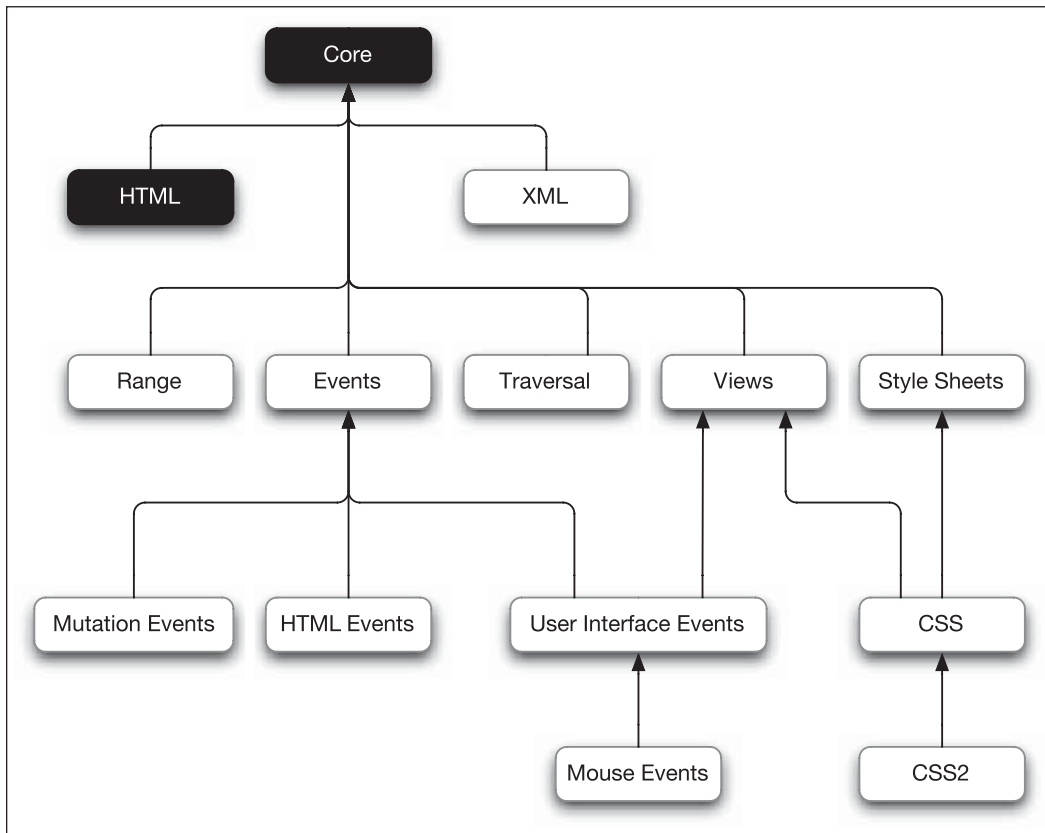 Core
HTML
XML
Range
Events
Traversal
Views
Style Sheets
Mutation Events
HTML Events
User Interface Events
CSS
Mouse Events
CSS2